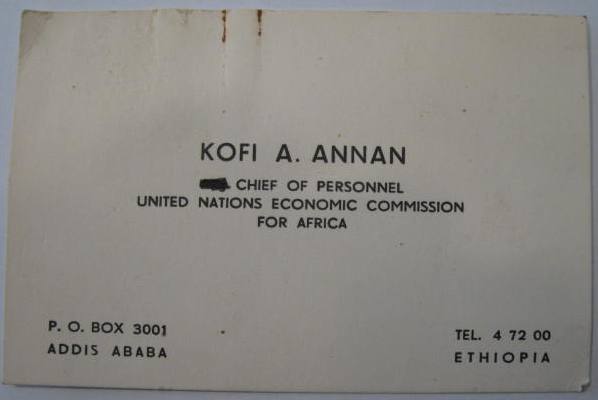 KOFI A. ANNAN
CHIEF OF PERSONNEL
UNITED NATIONS ECONOMIC COMMISSION
FOR AFRICA
P. O. BOX 3001
ADDIS ABABA
TEL. 4 72 00
ETHIOPIA